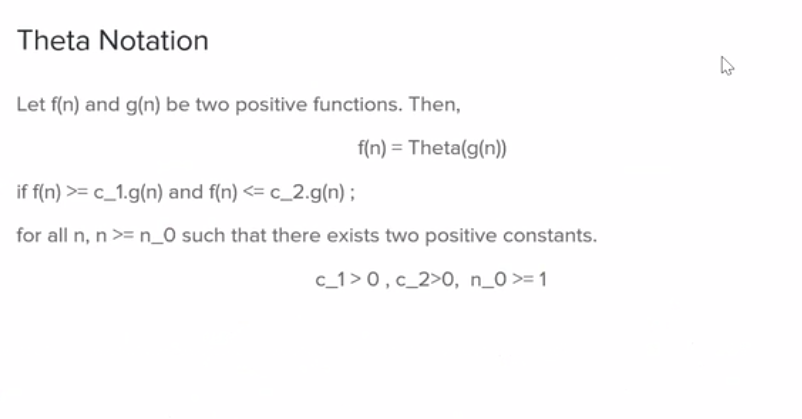 Theta Notation
Let f(n) and g(n) be two positive functions. Then,
f(n) = Theta(g(n))
if f(n) >= c_1.g(n) and f(n) <= c_2.g(n) ;
for all n, n >= n_0 such that there exists two positive constants.
c_1 > 0 , c_2>0, n_0 >= 1